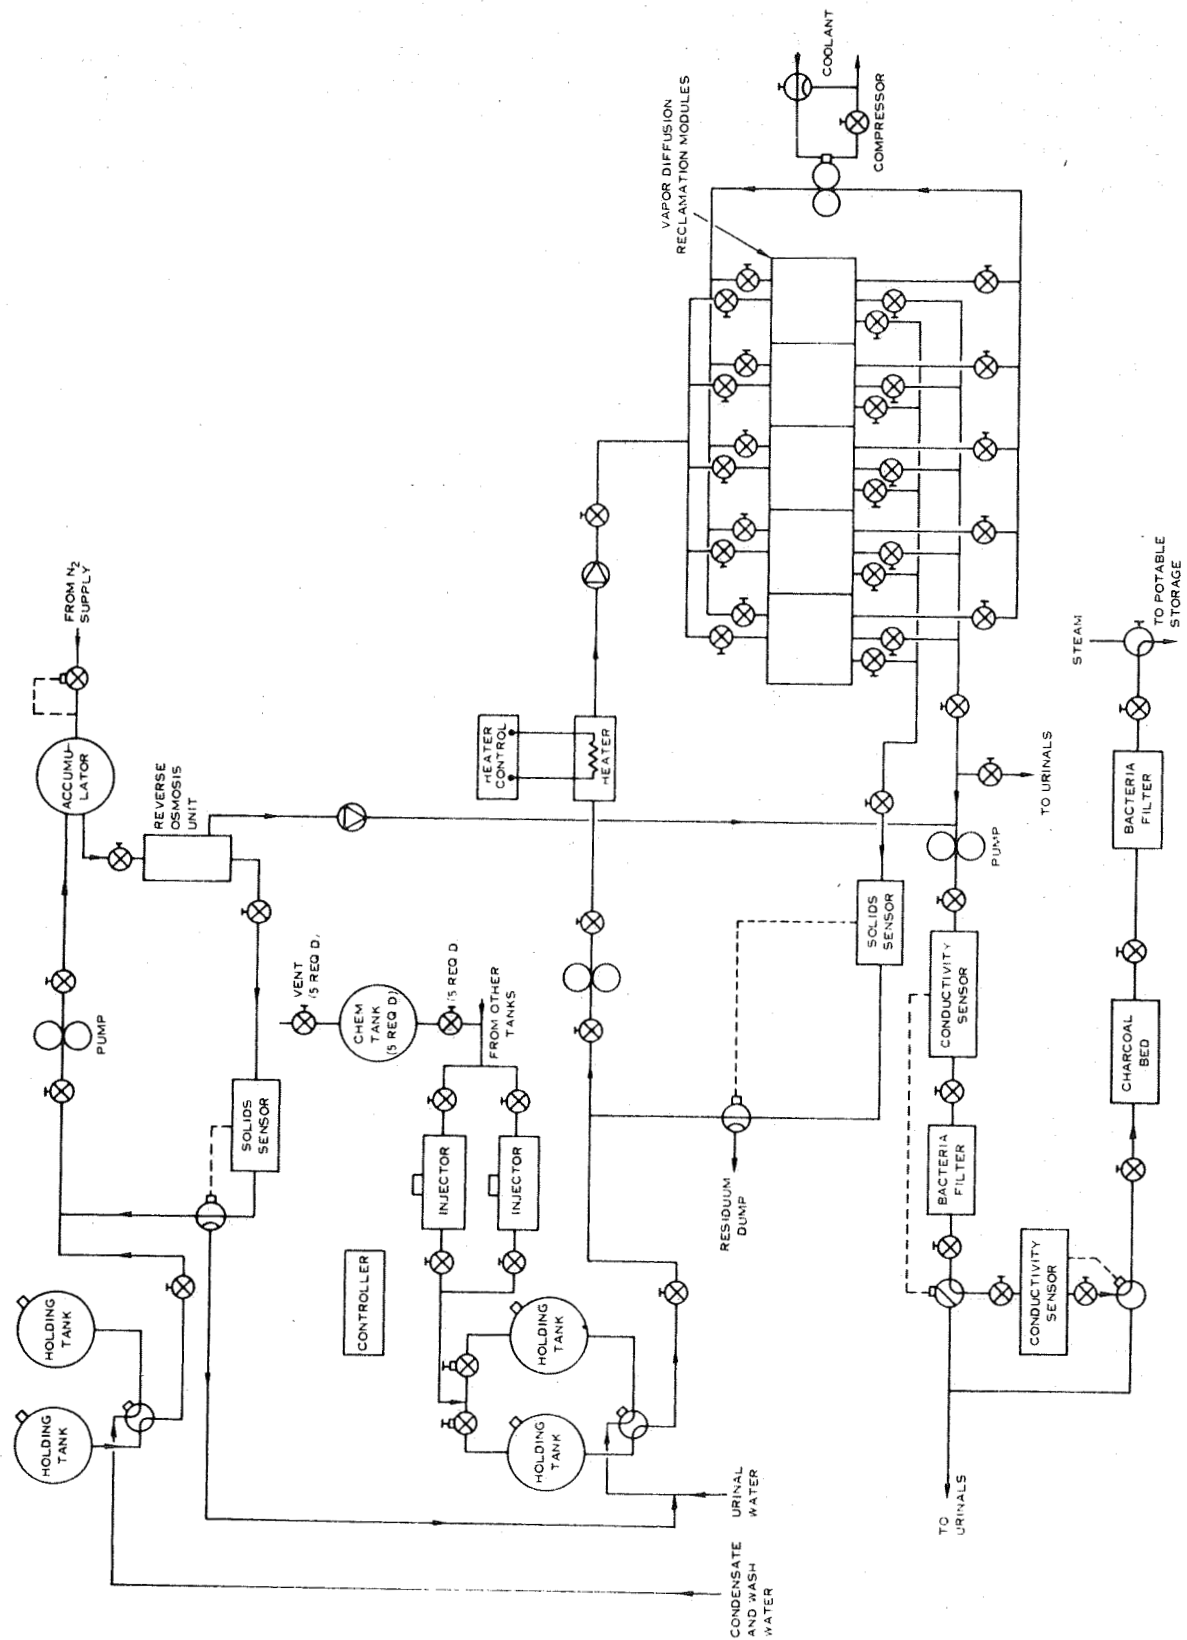 HOLDING
TANK
HOLDING
TANK
PUMP
ACCUMU-
LATOR
FROM N2
SUPPLY
REVERSE
OSMOSIS
UNIT
SOLIDS
SENSOR
VENT
(5 REQ D)
CHEM
TANK
(5 REQ D)
(5 REQ D
FROM OTHER
TANKS
INJECTOR
INJECTOR
CONTROLLER
HOLDING
TANK
HOLDING
TANK
HEATER
CONTROL
HEATER
VAPOR DIFFUSION
RECLAMATION MODULES
COOLANT
COMPRESSOR
SOLIDS
SENSOR
RESIDUUM
DUMP
URINAL
WATER
CONDENSATE
AND WASH
WATER
TO URINALS
PUMP
CONDUCTIVITY
SENSOR
BACTERIA
FILTER
CONDUCTIVITY
SENSOR
TO
URINALS
CHARCOAL
BED
BACTERIA
FILTER
STEAM
TO POTABLE
STORAGE